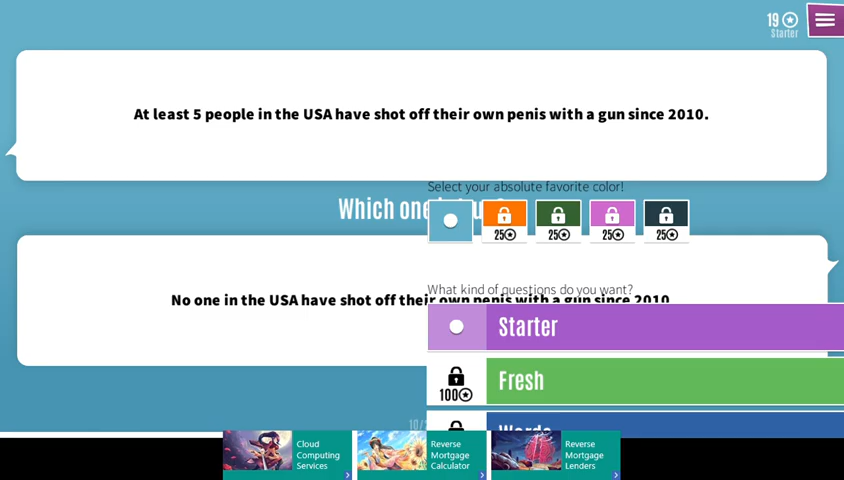 19
Starter
At least 5 people in the USA have shot off their own penis with a gun since 2010.
Select your absolute favorite color!
Which one
25
25
25
25
What kind of questions do you want?
No one in the USA have shot off their own penis with a gun since 2010
Starter
100
Fresh
Words
10/
Cloud
Computing
Services
Reverse
Mortgage
Calculator
Reverse
Mortgage
Lenders